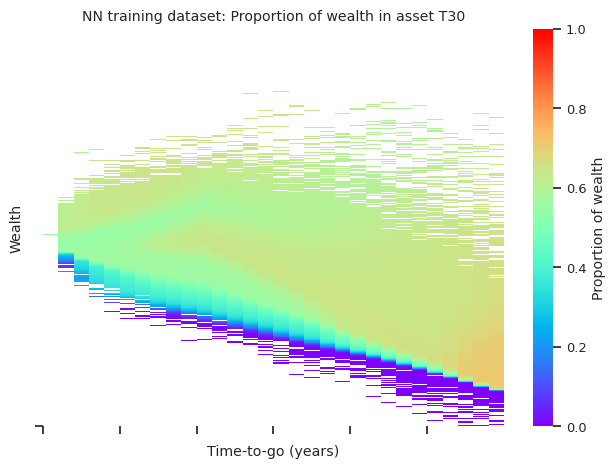 NN training dataset: Proportion of wealth in asset T30
1.0
0.8
0.6
0.4
0.2
0.0
Proportion of wealth
Wealth
Time-to-go (years)